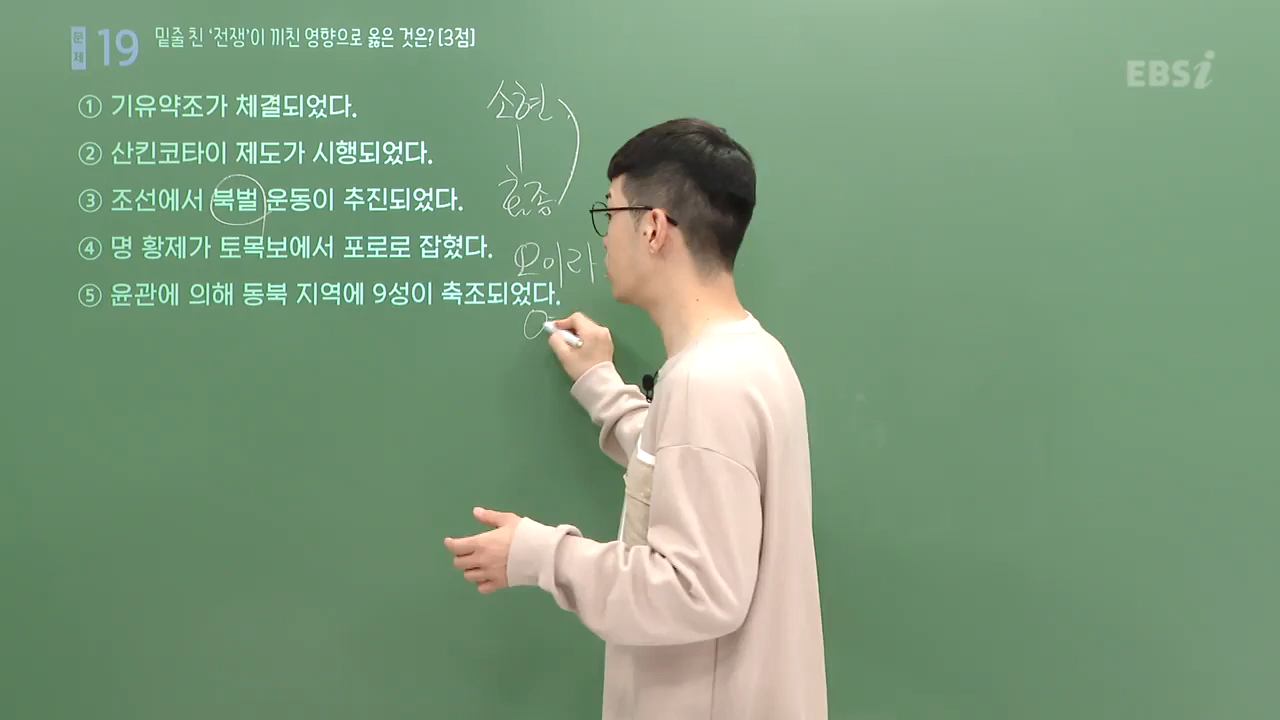 문제 19 밑줄 친 ‘전쟁’이 끼친 영향으로 옳은 것은? [3점]
① 기유약조가 체결되었다.
② 산킨코타이 제도가 시행되었다.
③ 조선에서 북벌 운동이 추진되었다.
④ 명 황제가 토목보에서 포로로 잡혔다.
⑤ 윤관에 의해 동북 지역에 9성이 축조되었다.
소현
효종
오이라
EBSi